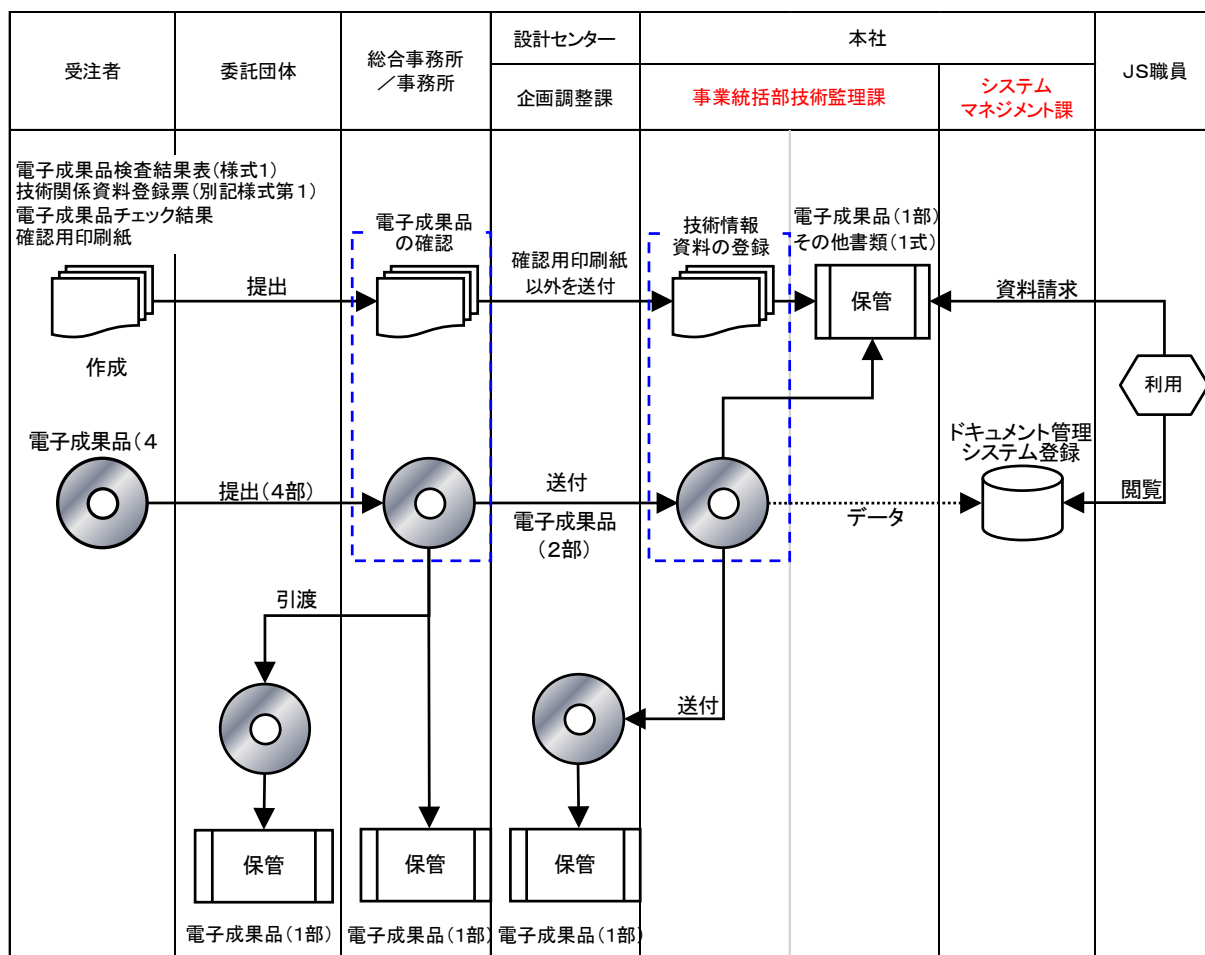 受注者
委託団体
総合事務所
／事務所
設計センター
企画調整課
本社
事業統括部技術監理課
システム
マネジメント課
JS職員
電子成果品検査結果表(様式1)
技術関係資料登録票(別記様式第1)
電子成果品チェック結果
確認用印刷紙
作成
提出
電子成果品
の確認
確認用印刷紙
以外を送付
技術情報
資料の登録
電子成果品(1部)
その他書類(1式)
保管
資料請求
利用
電子成果品(4
提出(4部)
送付
電子成果品
(2部)
データ
ドキュメント管理
システム登録
閲覧
引渡
送付
保管
保管
保管
電子成果品(1部)
電子成果品(1部)
電子成果品(1部)